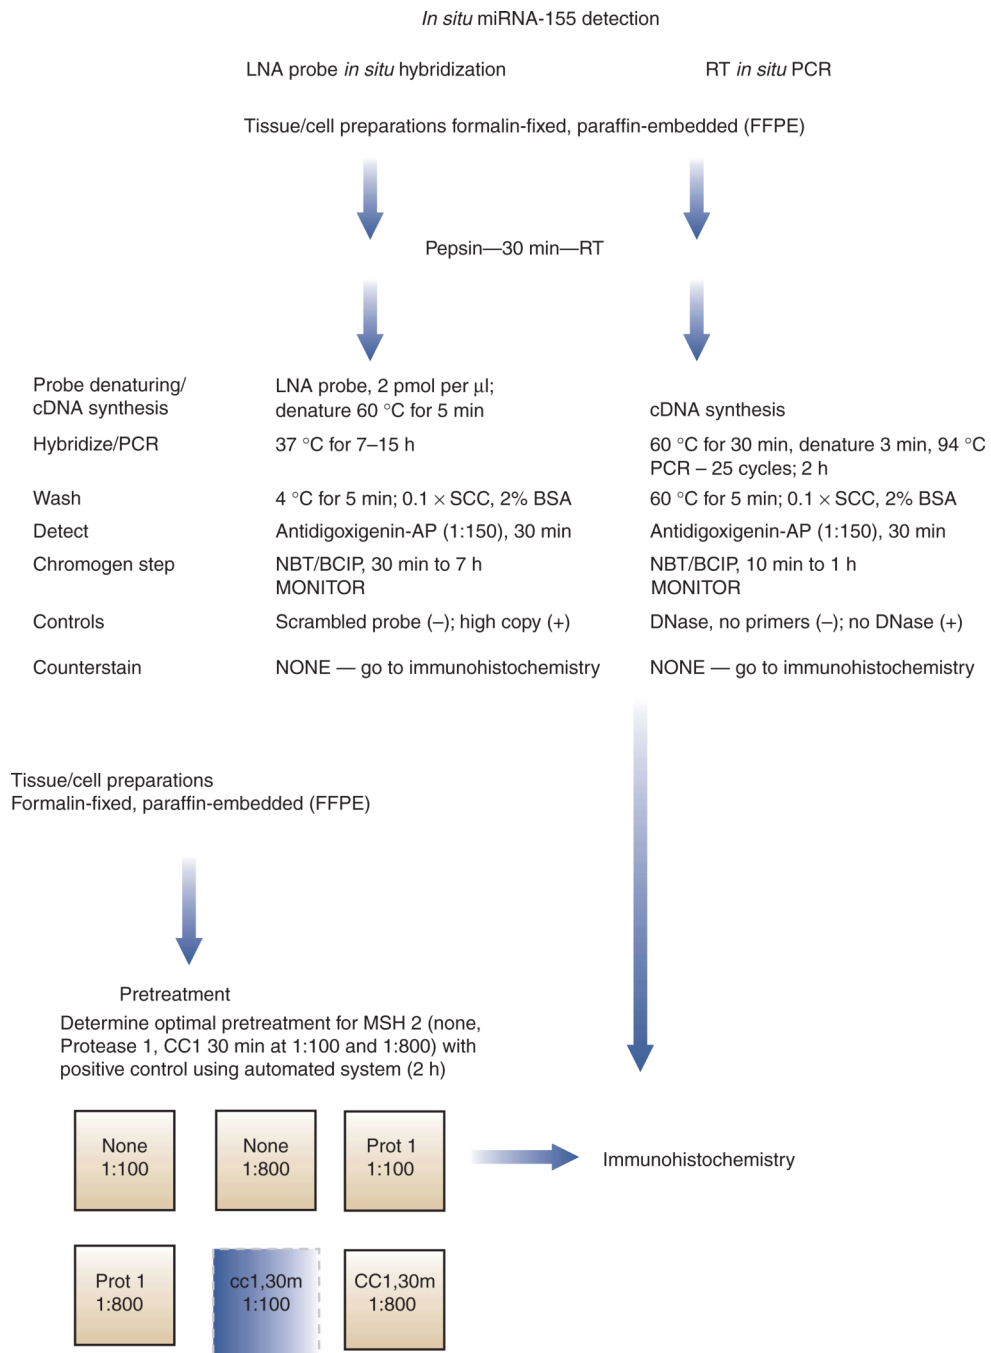 In situ miRNA-155 detection
LNA probe in situ hybridization
RT in situ PCR
Tissue/cell preparations formalin-fixed, paraffin-embedded (FFPE)
Pepsin—30 min—RT
Probe denaturing/
cDNA synthesis
LNA probe, 2 pmol per μl;
denature 60 °C for 5 min
cDNA synthesis
Hybridize/PCR
37 °C for 7–15 h
60 °C for 30 min, denature 3 min, 94 °C
PCR – 25 cycles; 2 h
Wash
4 °C for 5 min; 0.1 × SCC, 2% BSA
60 °C for 5 min; 0.1 × SCC, 2% BSA
Detect
Antidigoxigenin-AP (1:150), 30 min
Antidigoxigenin-AP (1:150), 30 min
Chromogen step
NBT/BCIP, 30 min to 7 h
MONITOR
NBT/BCIP, 10 min to 1 h
MONITOR
Controls
Scrambled probe (–); high copy (+)
DNase, no primers (–); no DNase (+)
Counterstain
NONE — go to immunohistochemistry
NONE — go to immunohistochemistry
Tissue/cell preparations
Formalin-fixed, paraffin-embedded (FFPE)
Pretreatment
Determine optimal pretreatment for MSH 2 (none,
Protease 1, CC1 30 min at 1:100 and 1:800) with
positive control using automated system (2 h)
None
1:100
None
1:800
Prot 1
1:100
Immunohistochemistry
Prot 1
1:800
cc1,30m
1:100
CC1,30m
1:800